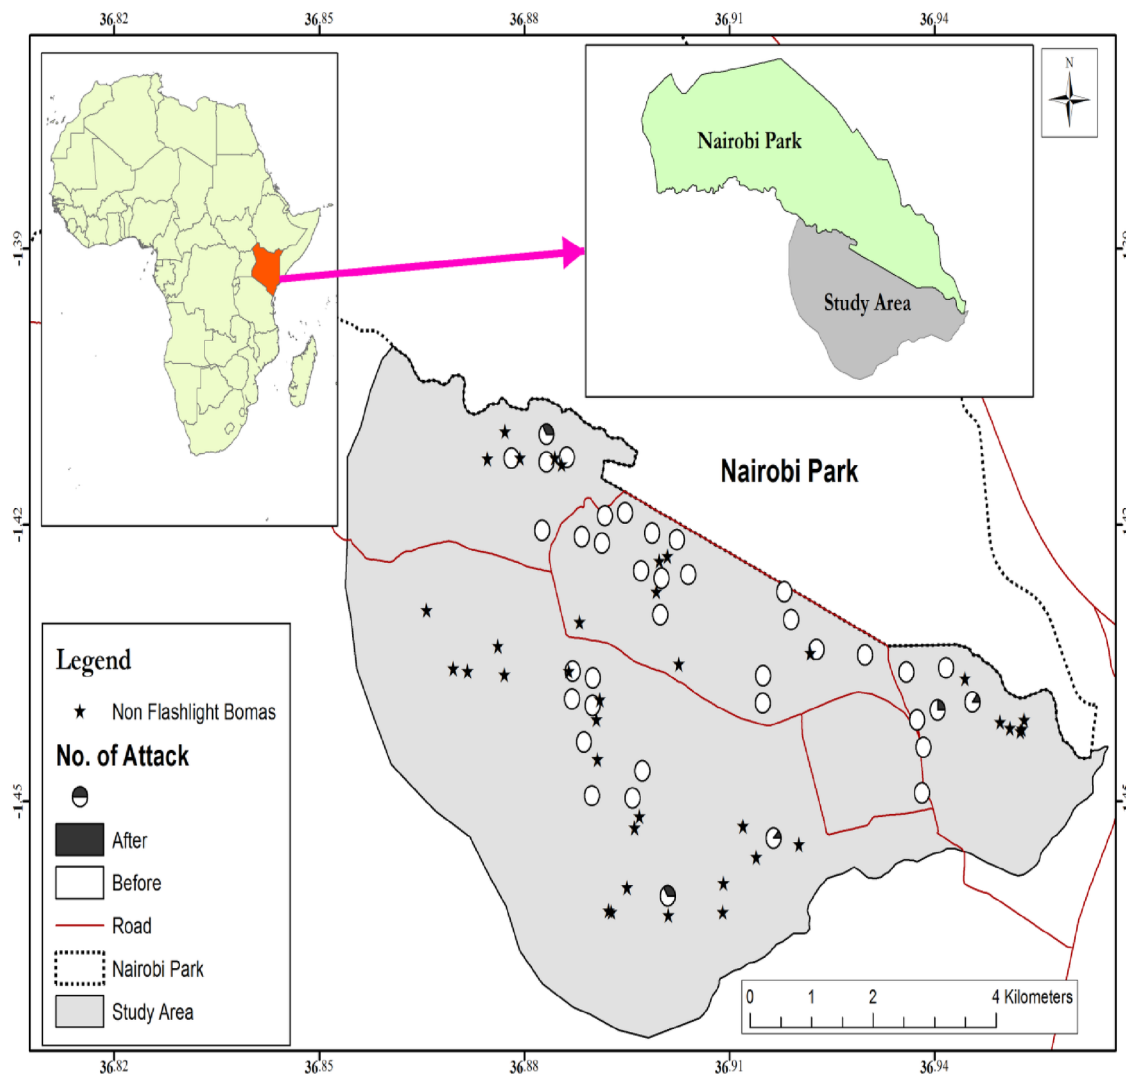 36.82 36.85 36.88 36.91 36.94
N
Nairobi Park
Study Area
-1.39
Nairobi Park
-1.42
Legend
Non Flashlight Bomas
No. of Attack
After
Before
Road
Nairobi Park
Study Area
-1.45
0 1 2 4 Kilometers
36.82 36.85 36.88 36.91 36.94